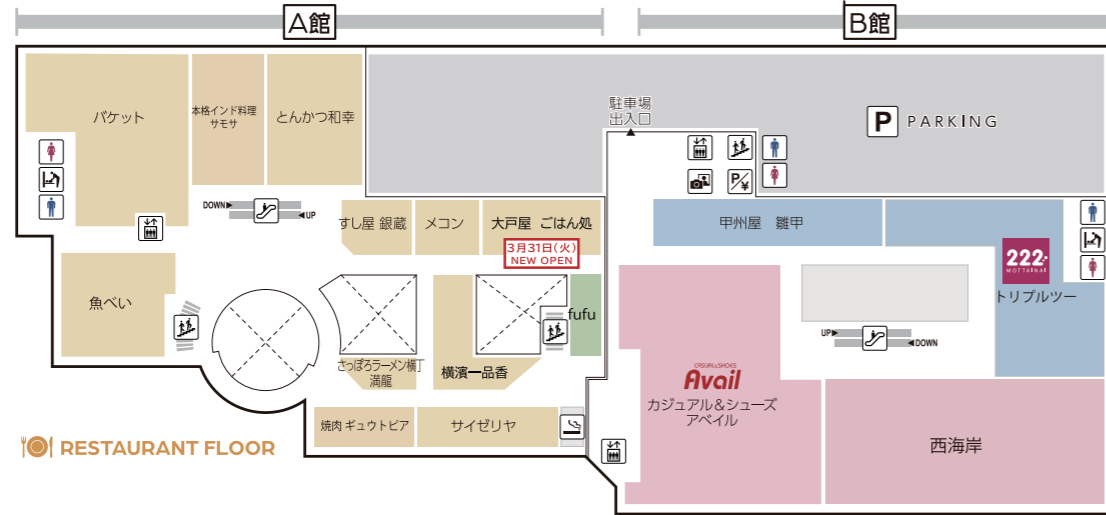 A館
B館
バケット
本格インド料理
サモサ
とんかつ和幸
駐車場
出入口
P PARKING
P/¥
DOWN
UP
すし屋 銀蔵
メコン
大戸屋 ごはん処
3月31日(火)
NEW OPEN
甲州屋 雛甲
222
MOTTAINAI
トリプルツー
魚べい
fufu
さっぽろラーメン横丁
満龍
横濱一品香
UP
DOWN
CASUAL&SHOES
Avail
カジュアル&シューズ
アベイル
焼肉 ギュウトピア
サイゼリヤ
西海岸
RESTAURANT FLOOR